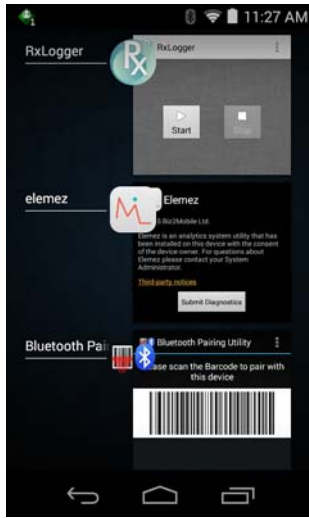 1
11:27 AM
RxLogger
Rx
RxLogger
Start
Stop
elemez
Elemez
Biz2Mobile Ltd.
Elemez is an analytics system utility that has
been installed on this device with the consent
of the device owner. For questions about
Elemez please contact your System
Administrator.
Third-party notices
Submit Diagnostics
Bluetooth Pai
Bluetooth Pairing Utility
ase scan the Barcode to pair with
this device